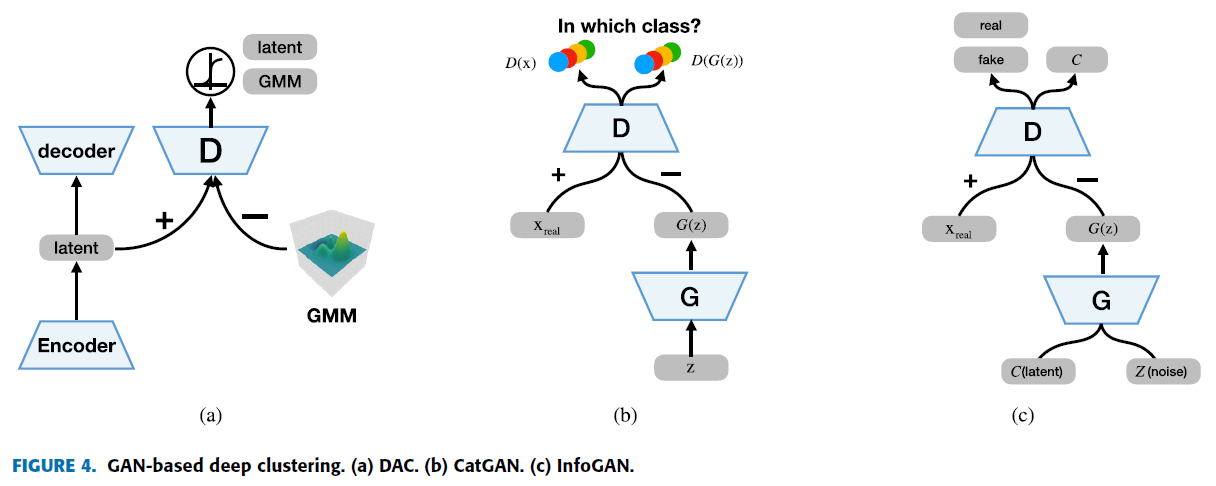 latent
GMM
decoder
D
+
−
latent
GMM
Encoder
(a)
In which class?
D(x)
D(G(z))
D
+
−
x_real
G(z)
G
z
(b)
real
fake
C
D
+
−
x_real
G(z)
G
C(latent)
Z (noise)
(c)
FIGURE 4. GAN-based deep clustering. (a) DAC. (b) CatGAN. (c) InfoGAN.